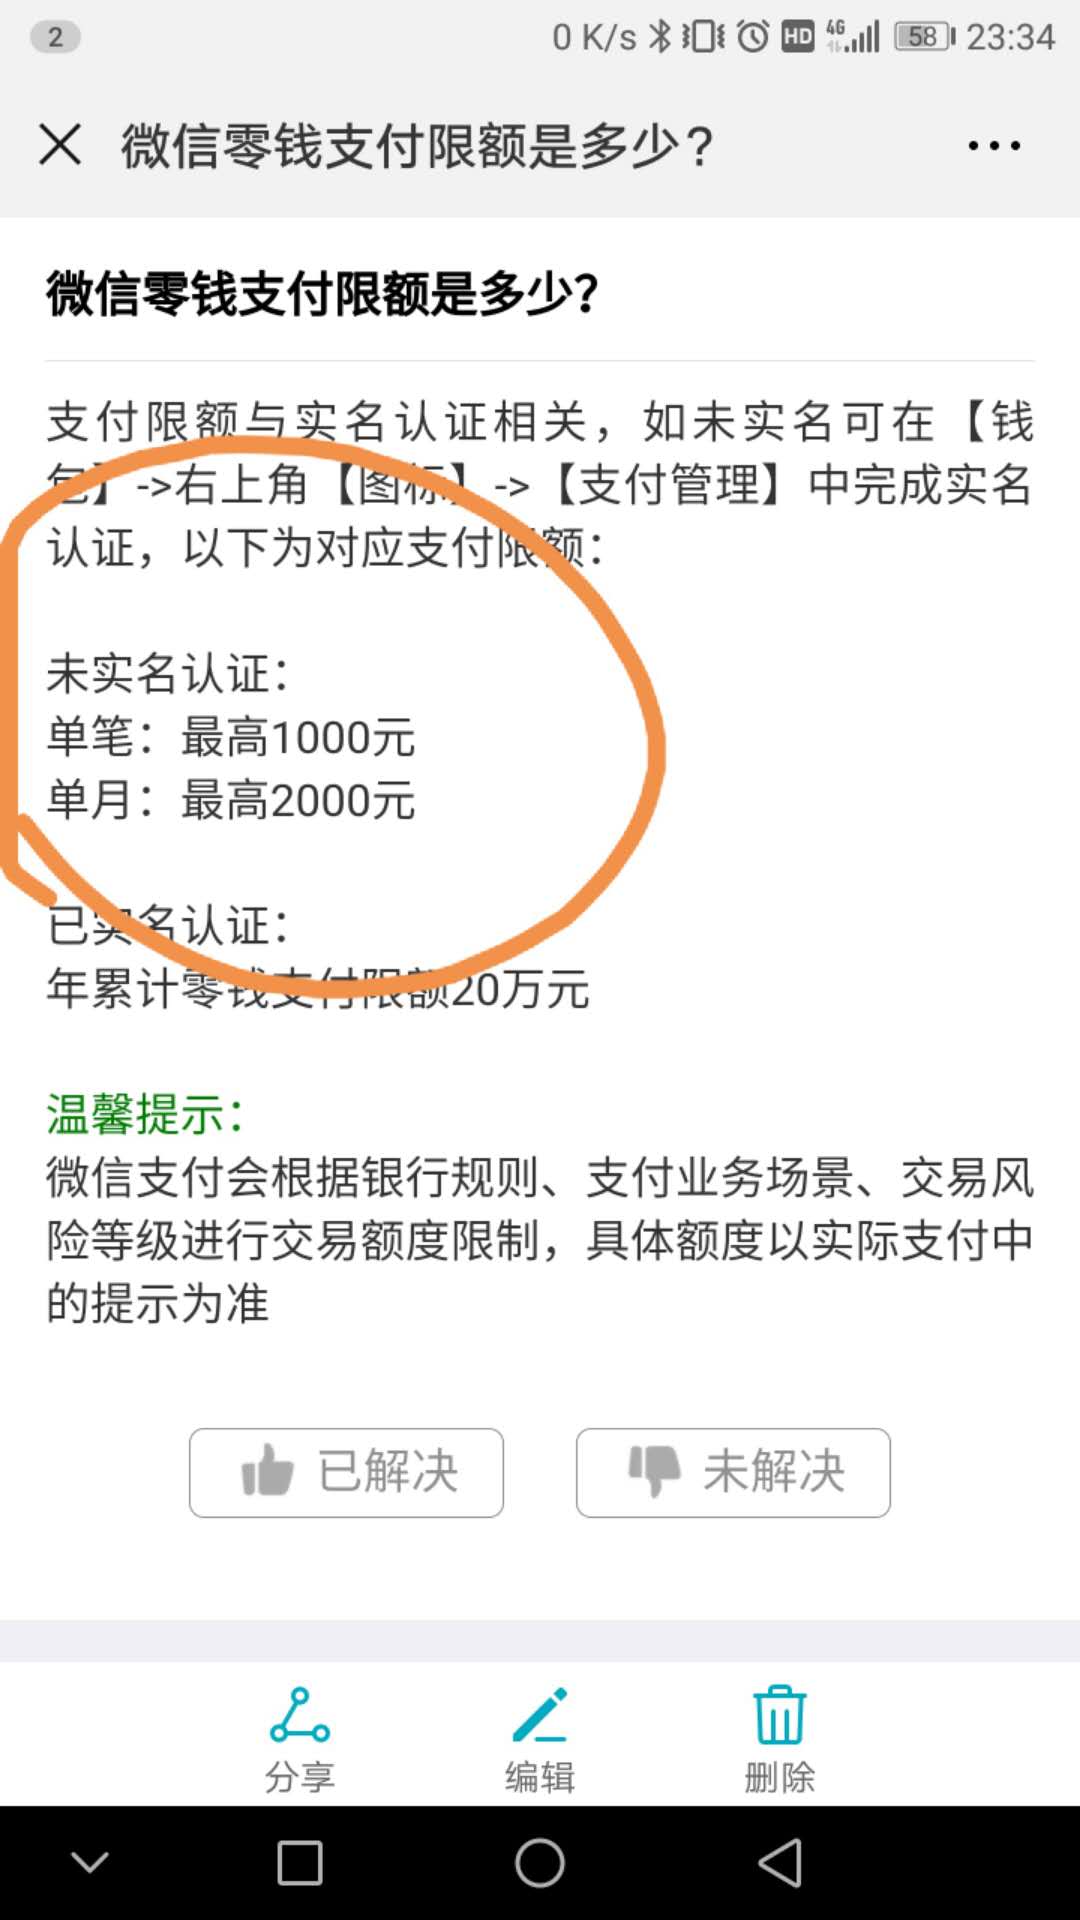 2
0 K/s
HD
4G
58
23:34
微信零钱支付限额是多少?
微信零钱支付限额是多少?
支付限额与实名认证相关，如未实名可在【钱
包】->右上角【图标】->【支付管理】中完成实名
认证，以下为对应支付限额：
未实名认证：
单笔：最高1000元
单月：最高2000元
已实名认证：
年累计零钱支付限额20万元
温馨提示：
微信支付会根据银行规则、支付业务场景、交易风
险等级进行交易额度限制，具体额度以实际支付中
的提示为准
已解决
未解决
分享
编辑
删除